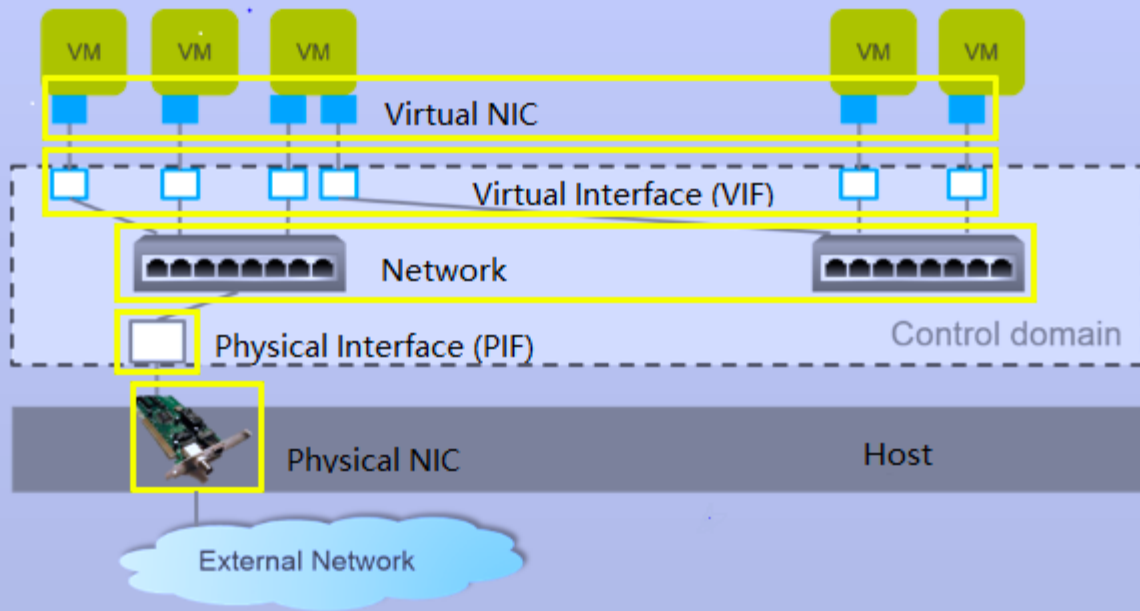 VM
VM
VM
VM
VM
Virtual NIC
Virtual Interface (VIF)
Network
Control domain
Physical Interface (PIF)
Physical NIC
Host
External Network